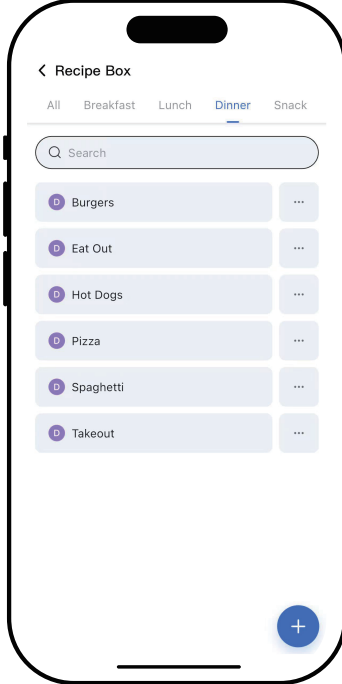 Recipe Box
All Breakfast Lunch Dinner Snack
Search
D Burgers ...
D Eat Out ...
D Hot Dogs ...
D Pizza ...
D Spaghetti ...
D Takeout ...
+